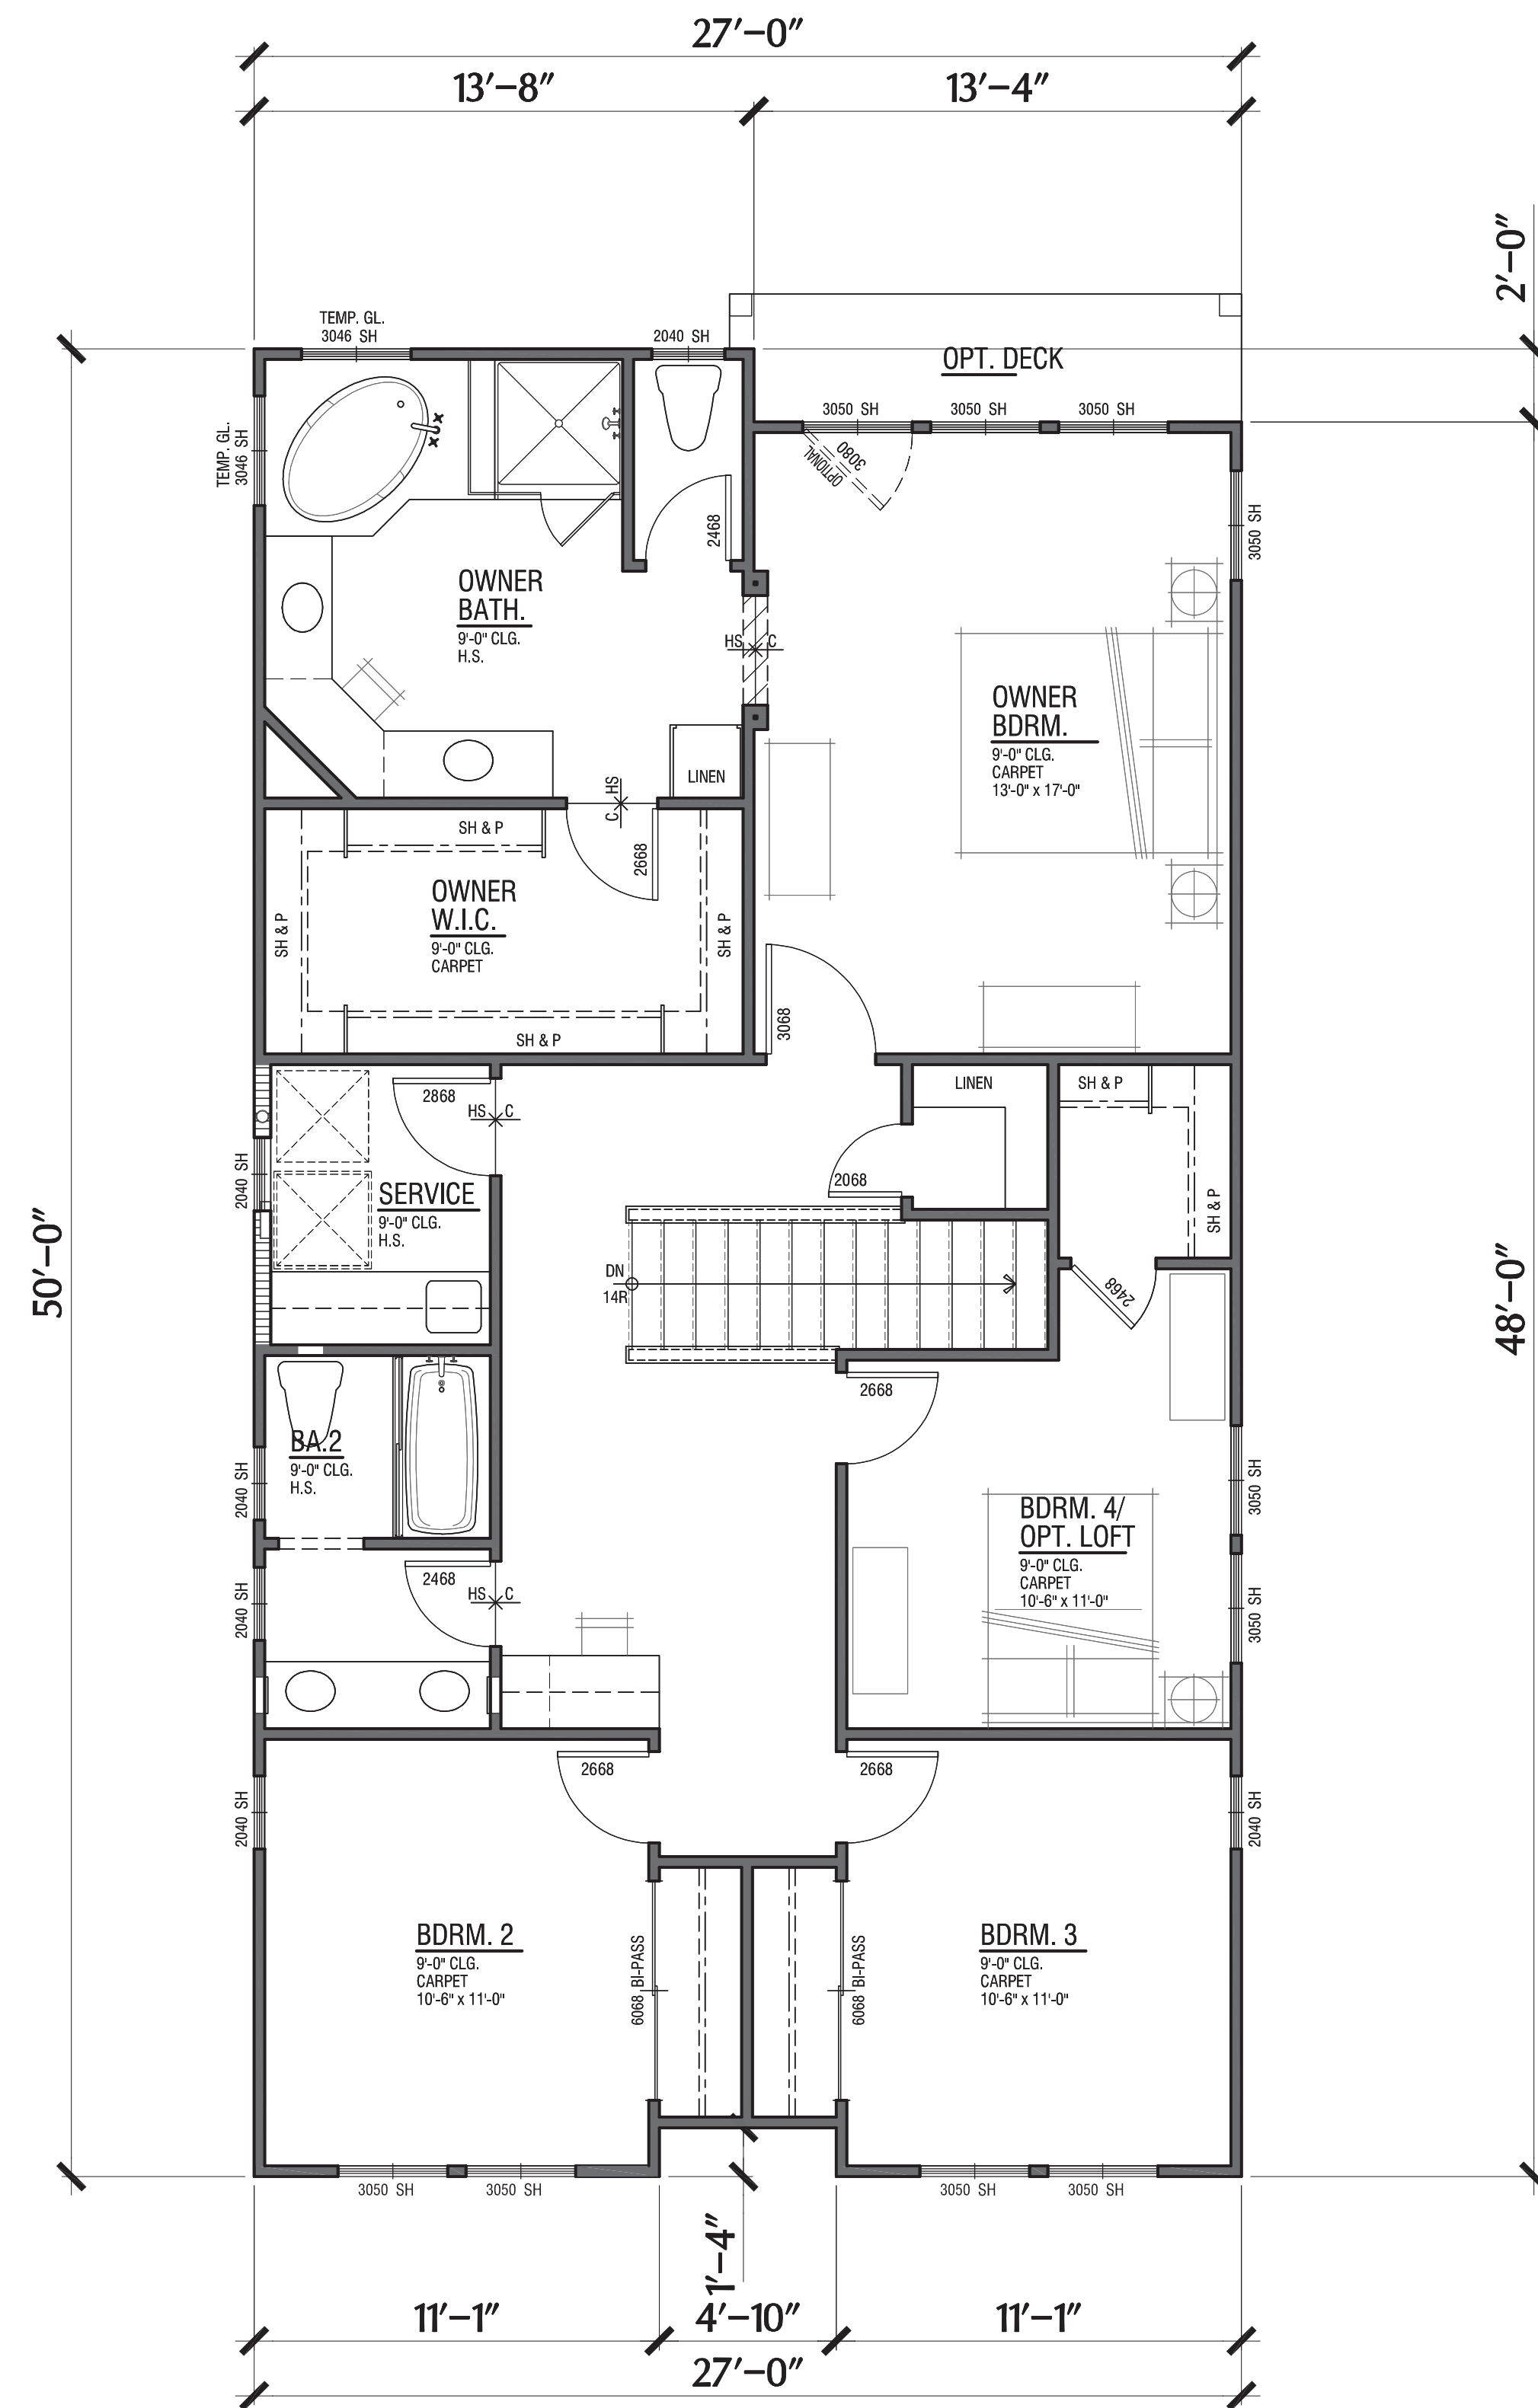 27′–0″
13′–8″
13′–4″
2′–0″
TEMP. GL.
3046 SH
2040 SH
OPT. DECK
3050 SH
3050 SH
3050 SH
TEMP. GL.
3046 SH
3080
OPTIONAL
2468
3050 SH
OWNER
BATH.
9'-0" CLG.
H.S.
HS
C
OWNER
BDRM.
9'-0" CLG.
CARPET
13'-0" x 17'-0"
LINEN
C
HS
SH & P
2668
OWNER
W.I.C.
9'-0" CLG.
CARPET
SH & P
SH & P
SH & P
3068
2868
HS
C
LINEN
SH & P
2040 SH
SERVICE
9'-0" CLG.
H.S.
2068
SH & P
50′–0″
48′–0″
DN
14R
2468
2668
BA.2
9'-0" CLG.
H.S.
2040 SH
3050 SH
BDRM. 4/
OPT. LOFT
9'-0" CLG.
CARPET
10'-6" x 11'-0"
2468
HS
C
2040 SH
3050 SH
2668
2668
2040 SH
2040 SH
BDRM. 2
9'-0" CLG.
CARPET
10'-6" x 11'-0"
6068 BI-PASS
6068 BI-PASS
BDRM. 3
9'-0" CLG.
CARPET
10'-6" x 11'-0"
3050 SH
3050 SH
3050 SH
3050 SH
1′–4″
11′–1″
4′–10″
11′–1″
27′–0″